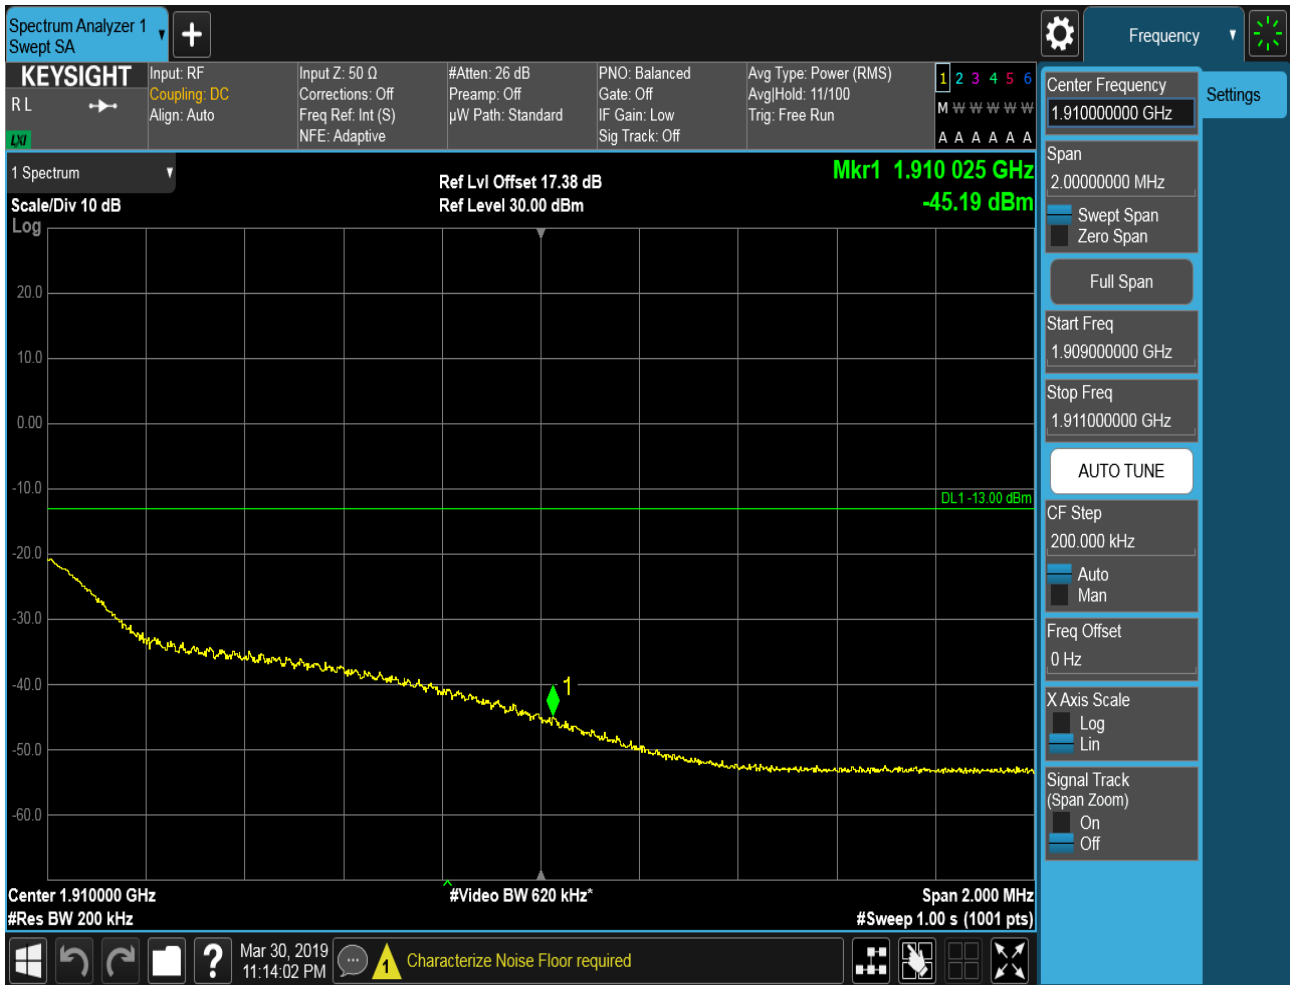 Spectrum Analyzer 1
Swept SA
Frequency
KEYSIGHT
R L
LXI
Input: RF
Coupling: DC
Align: Auto
Input Z: 50 Ω
Corrections: Off
Freq Ref: Int (S)
NFE: Adaptive
#Atten: 26 dB
Preamp: Off
µW Path: Standard
PNO: Balanced
Gate: Off
IF Gain: Low
Sig Track: Off
Avg Type: Power (RMS)
Avg|Hold: 11/100
Trig: Free Run
1 2 3 4 5 6
M W W W W W
A A A A A A
1 Spectrum
Scale/Div 10 dB
Log
Ref Lvl Offset 17.38 dB
Ref Level 30.00 dBm
Mkr1 1.910 025 GHz
-45.19 dBm
20.0
10.0
0.00
-10.0
DL1 -13.00 dBm
-20.0
-30.0
-40.0
1
-50.0
-60.0
Center 1.910000 GHz
#Video BW 620 kHz*
Span 2.000 MHz
#Res BW 200 kHz
#Sweep 1.00 s (1001 pts)
?
Mar 30, 2019
11:14:02 PM
1
Characterize Noise Floor required
Center Frequency
1.910000000 GHz
Settings
Span
2.00000000 MHz
Swept Span
Zero Span
Full Span
Start Freq
1.909000000 GHz
Stop Freq
1.911000000 GHz
AUTO TUNE
CF Step
200.000 kHz
Auto
Man
Freq Offset
0 Hz
X Axis Scale
Log
Lin
Signal Track
(Span Zoom)
On
Off